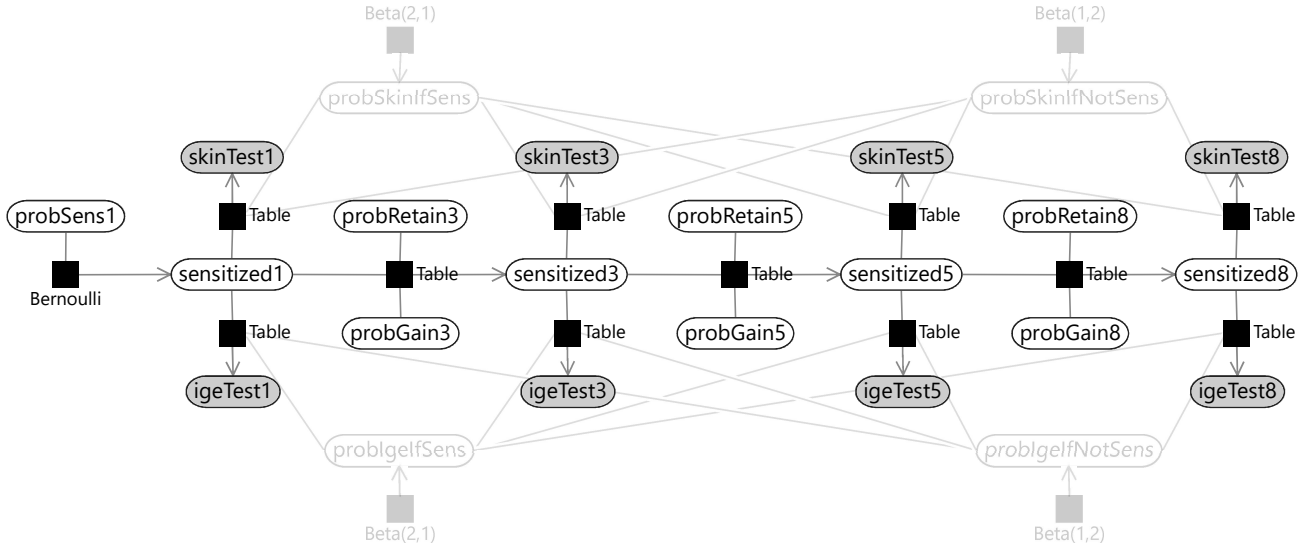 Beta(2,1) Beta(1,2)
probSkinIfSens probSkinIfNotSens
skinTest1 skinTest3 skinTest5 skinTest8
probSens1 Table probRetain3 Table probRetain5 Table probRetain8 Table
sensitized1 Table sensitized3 Table sensitized5 Table sensitized8
Bernoulli
Table probGain3 Table probGain5 Table probGain8 Table
igeTest1 igeTest3 igeTest5 igeTest8
probIgeIfSens probIgeIfNotSens
Beta(2,1) Beta(1,2)